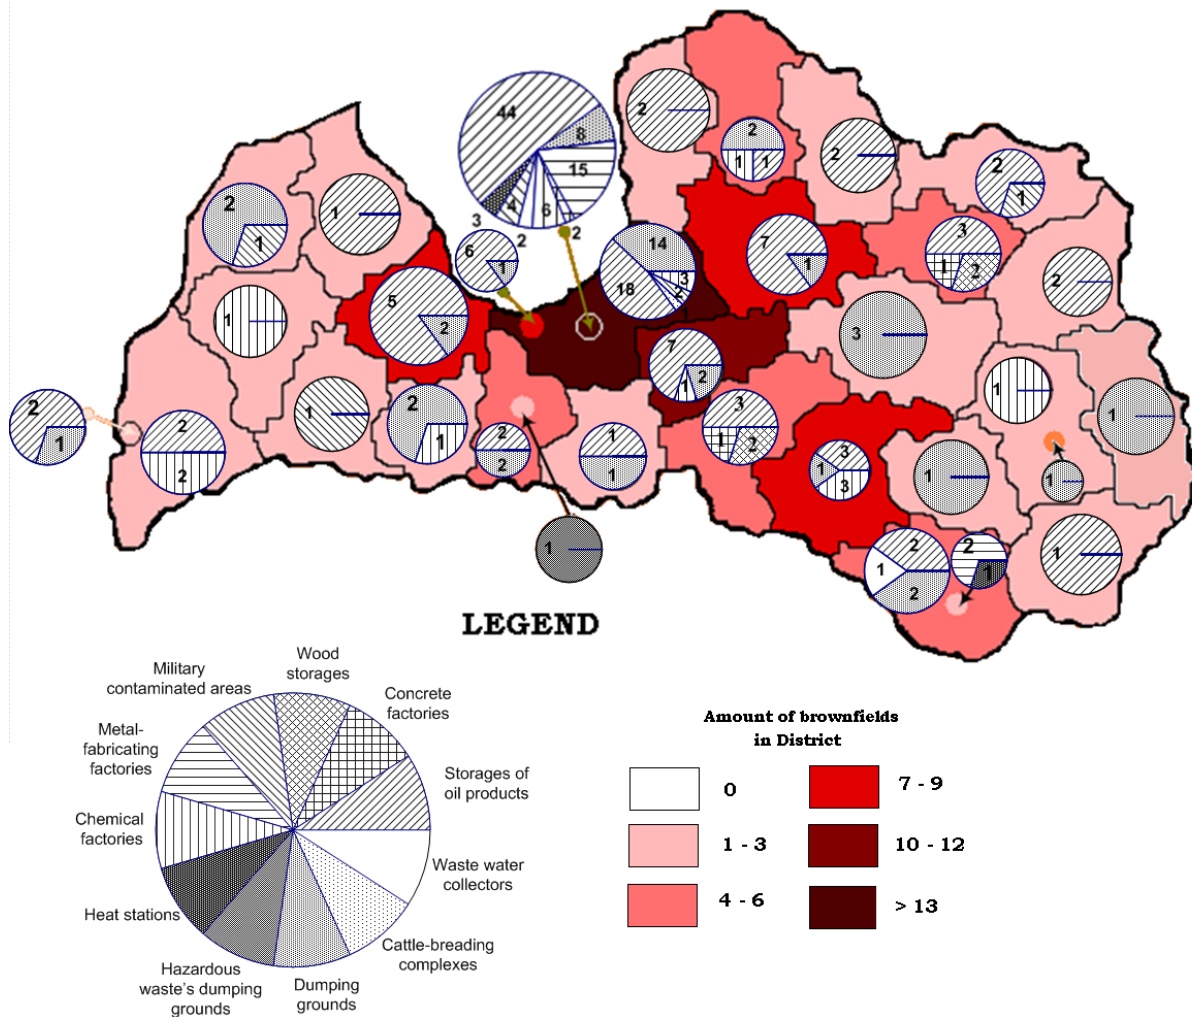 2
2
2
1
1
2
2
1
44
8
15
3
4
2
6
2
2
1
1
6
1
14
3
18
2
2
7
1
3
1
2
2
1
5
2
3
7
1
2
1
1
2
1
2
2
1
2
2
2
1
2
2
1
1
3
1
2
3
1
3
1
1
1
1
1
2
1
2
2
1
1
LEGEND
Wood
storages
Military
contaminated areas
Concrete
factories
Metal-
fabricating
factories
Storages of
oil products
Chemical
factories
Waste water
collectors
Heat stations
Cattle-breading
complexes
Hazardous
waste's dumping
grounds
Dumping
grounds
Amount of brownfields
in District
0
7 - 9
1 - 3
10 - 12
4 - 6
> 13